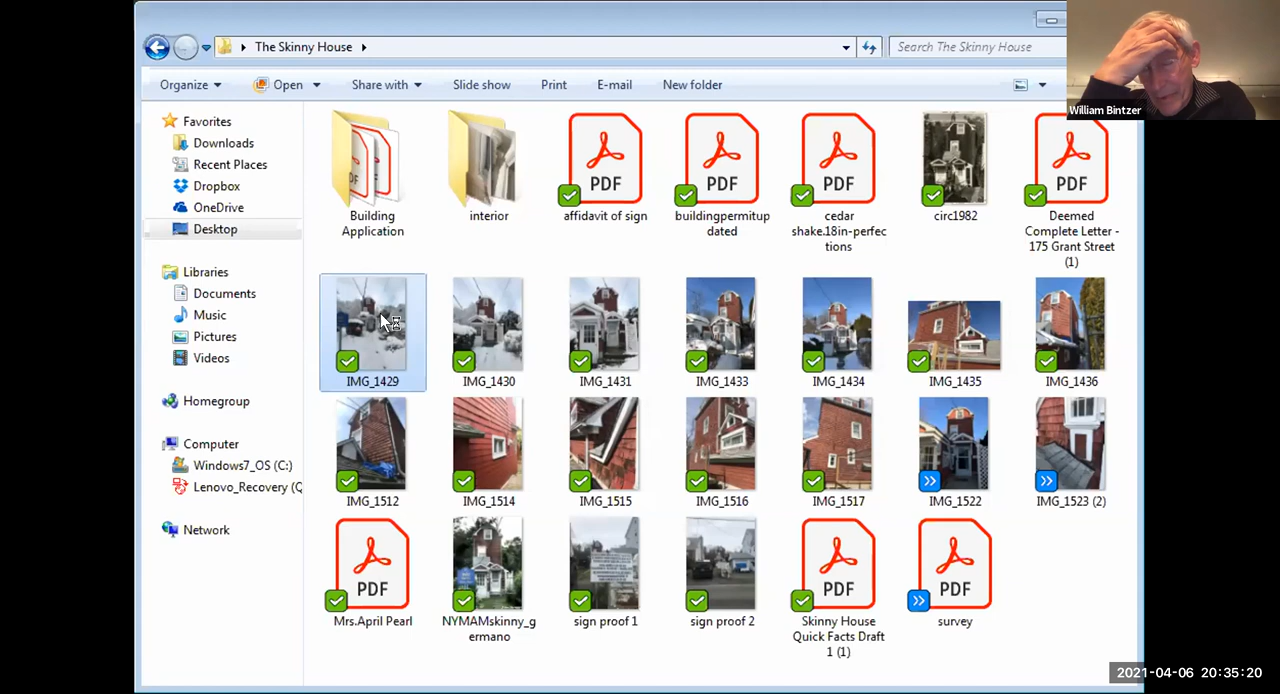 The Skinny House
Search The Skinny House
William Bintzer
Organize
Open
Share with
Slide show
Print
E-mail
New folder
Favorites
Downloads
Recent Places
Dropbox
OneDrive
Desktop
Libraries
Documents
Music
Pictures
Videos
Homegroup
Computer
Windows7_OS (C:)
Lenovo_Recovery (Q
Network
PDF
PDF
PDF
PDF
PDF
Building
Application
interior
affidavit of sign
buildingpermitup
dated
cedar
shake.18in-perfec
tions
circ1982
Deemed
Complete Letter -
175 Grant Street
(1)
IMG_1429
IMG_1430
IMG_1431
IMG_1433
IMG_1434
IMG_1435
IMG_1436
IMG_1512
IMG_1514
IMG_1515
IMG_1516
IMG_1517
IMG_1522
IMG_1523 (2)
PDF
PDF
PDF
Mrs.April Pearl
NYMAMskinny_g
ermano
sign proof 1
sign proof 2
Skinny House
Quick Facts Draft
1 (1)
survey
2021-04-06 20:35:20